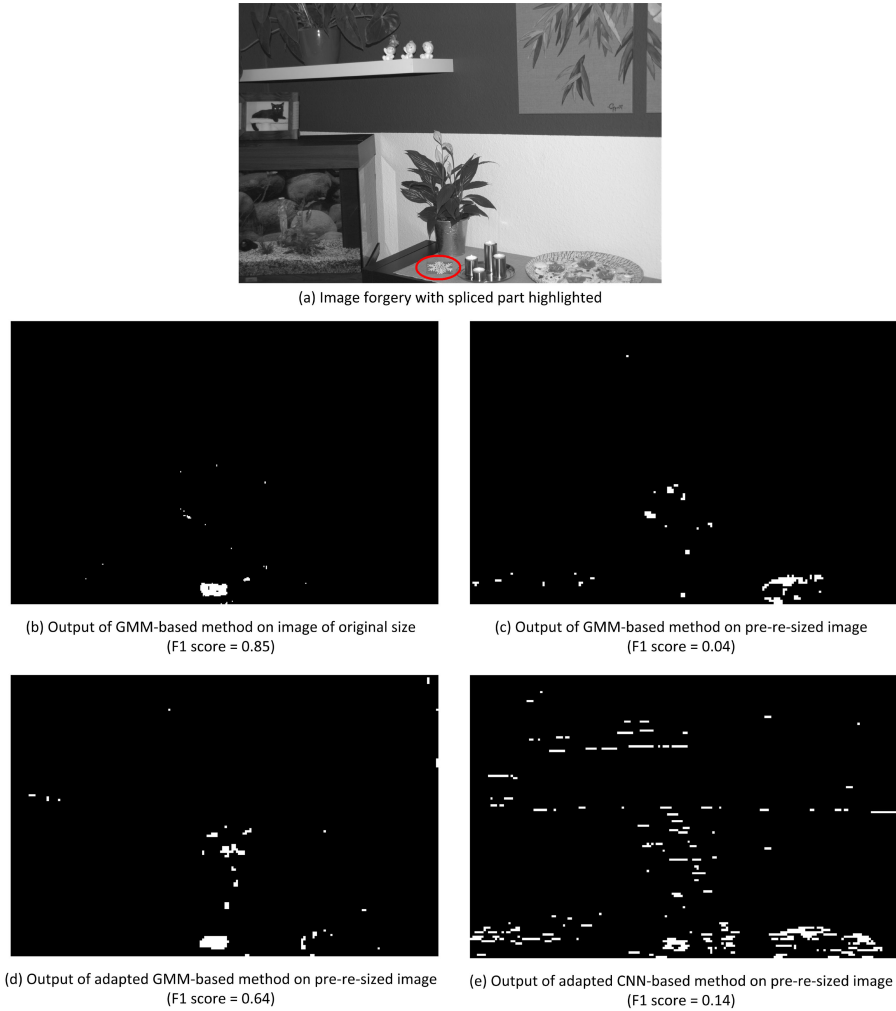 (a) Image forgery with spliced part highlighted
(b) Output of GMM-based method on image of original size
(F1 score = 0.85)
(c) Output of GMM-based method on pre-re-sized image
(F1 score = 0.04)
(d) Output of adapted GMM-based method on pre-re-sized image
(F1 score = 0.64)
(e) Output of adapted CNN-based method on pre-re-sized image
(F1 score = 0.14)